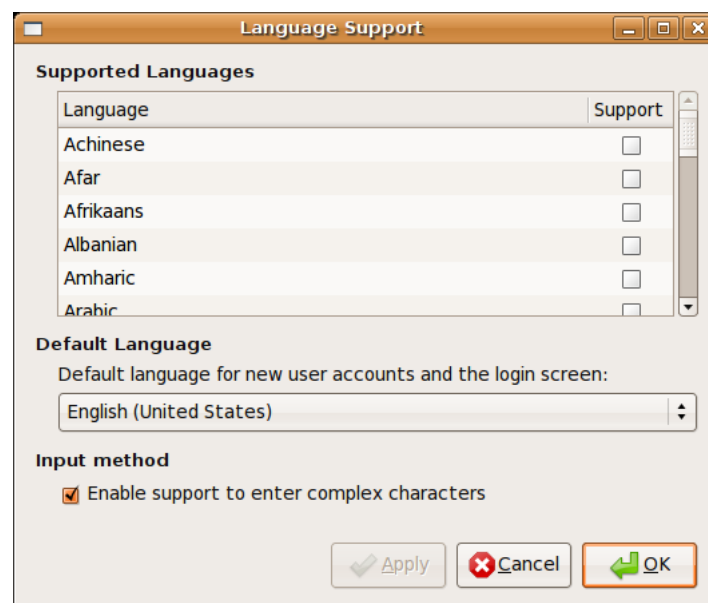 Language Support
Supported Languages
Language Support
Achinese
Afar
Afrikaans
Albanian
Amharic
Arabic
Default Language
Default language for new user accounts and the login screen:
English (United States)
Input method
Enable support to enter complex characters
Apply Cancel OK